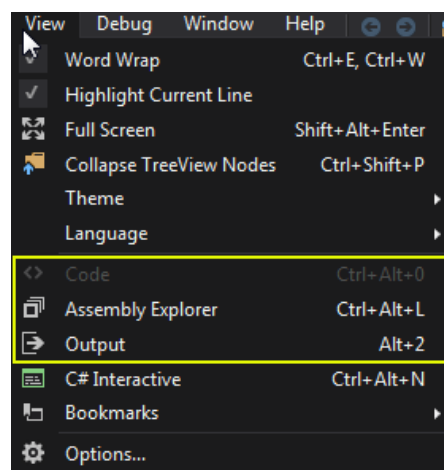 View Debug Window Help
Word Wrap Ctrl+E, Ctrl+W
Highlight Current Line
Full Screen Shift+Alt+Enter
Collapse TreeView Nodes Ctrl+Shift+P
Theme
Language
Code Ctrl+Alt+0
Assembly Explorer Ctrl+Alt+L
Output Alt+2
C# Interactive Ctrl+Alt+N
Bookmarks
Options...